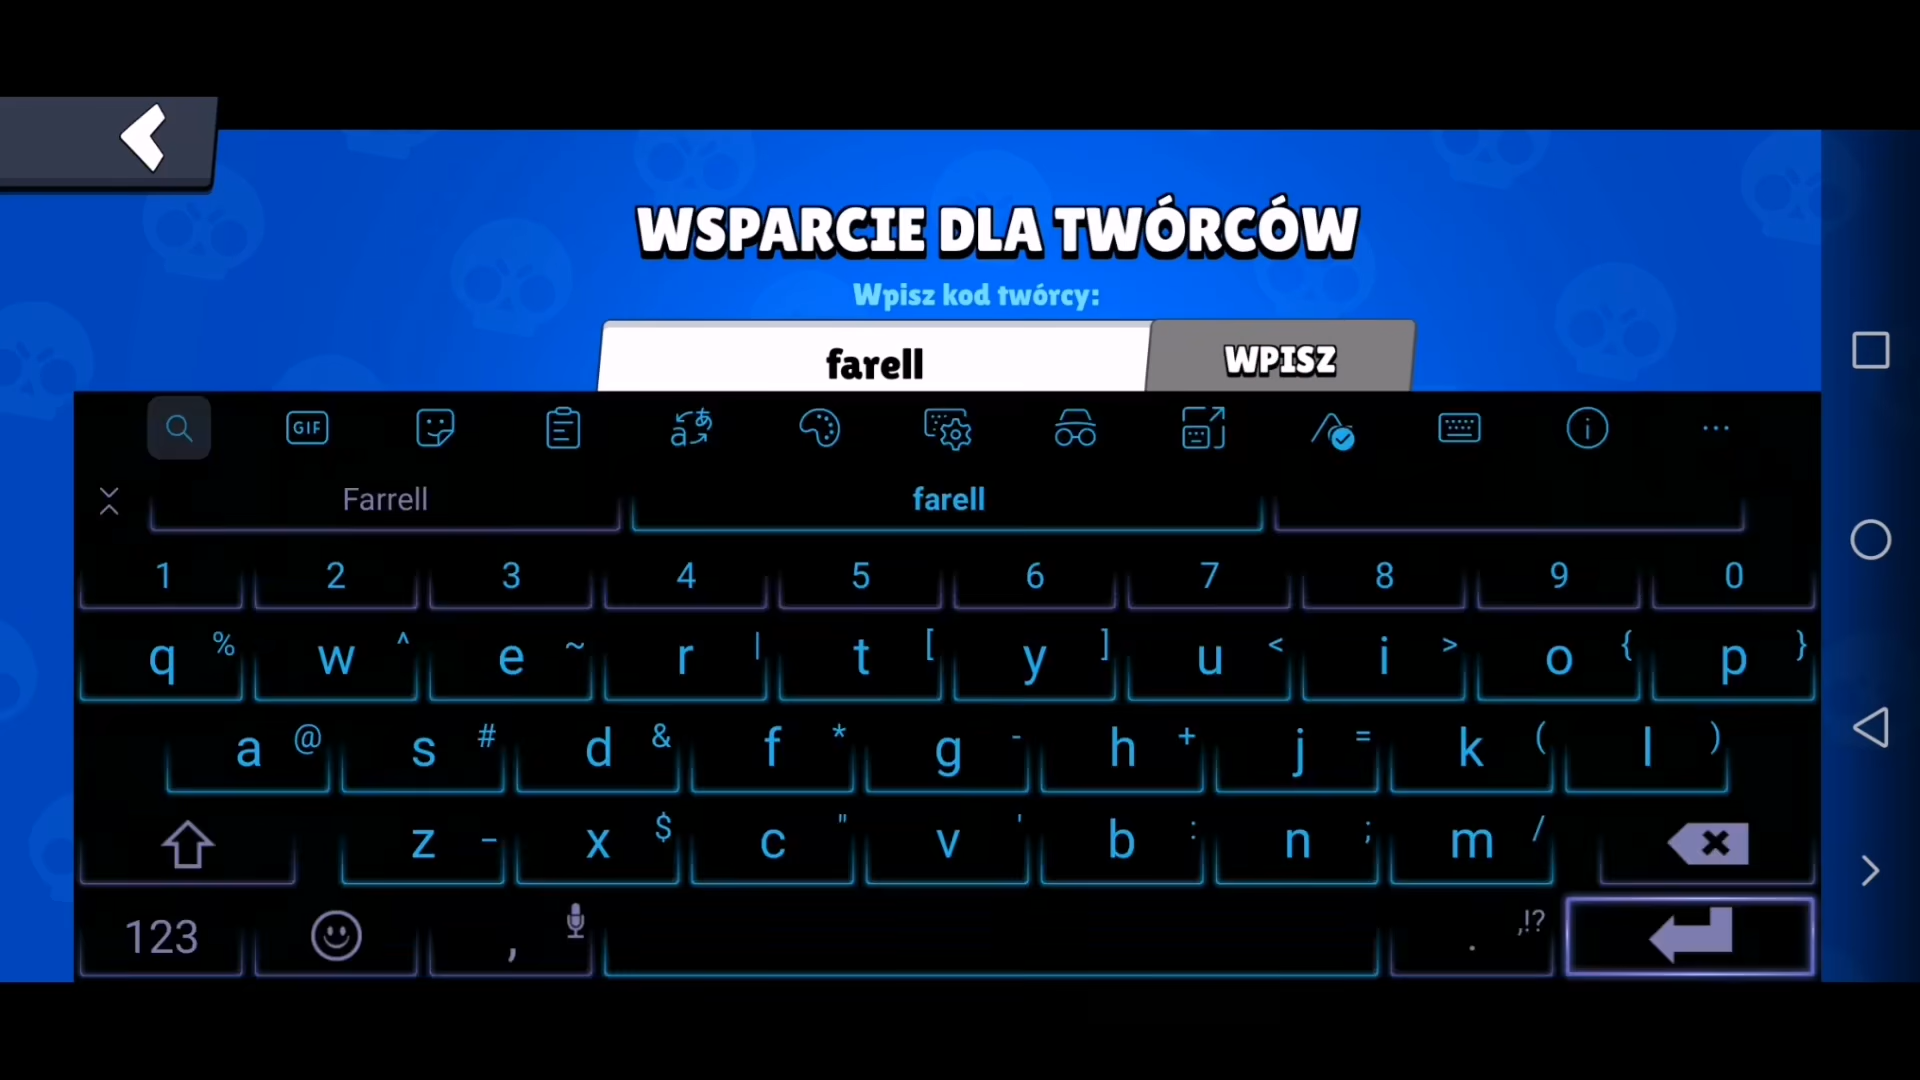 WSPARCIE DLA TWÓRCÓW
Wpisz kod twórcy:
farell WPISZ
GIF
Farrell farell
1 2 3 4 5 6 7 8 9 0
q % w ^ e ~ r | t [ y ] u < i > o { p }
a @ s # d & f * g - h + j = k ( l )
z _ x $ c " v ' b : n ; m /
123 , . ,!?